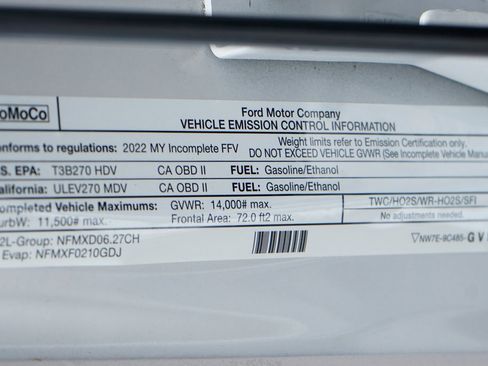 oMoCo
Ford Motor Company
VEHICLE EMISSION CONTROL INFORMATION
onforms to regulations: 2022 MY Incomplete FFV
Weight limits refer to Emission Certification only.
DO NOT EXCEED VEHICLE GVWR (See Incomplete Vehicle Manu
S. EPA: T3B270 HDV CA OBD II FUEL: Gasoline/Ethanol
alifornia: ULEV270 MDV CA OBD II FUEL: Gasoline/Ethanol
ompleted Vehicle Maximums: GVWR: 14,000# max. TWC/HO2S/WR-HO2S/SFI
urbW: 11,500# max. Frontal Area: 72.0 ft2 max. No adjustments needed.
2L-Group: NFMXD06.27CH
Evap: NFMXF0210GDJ
NW7E-9C485-GV